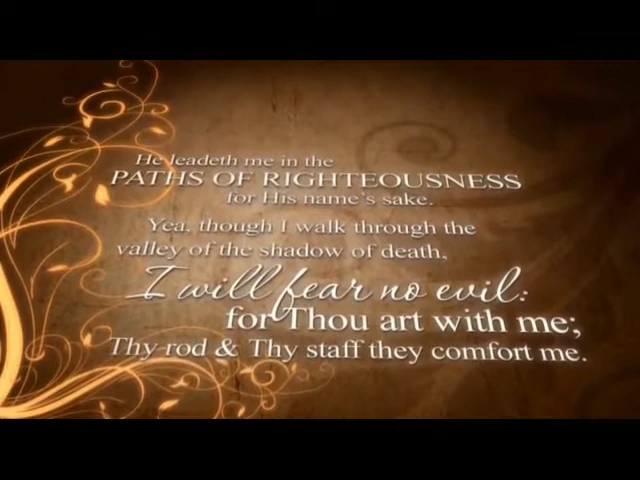 He leadeth me in the
PATHS OF RIGHTEOUSNESS
for His name's sake.
Yea, though I walk through the
valley of the shadow of death,
I will fear no evil:
for Thou art with me;
Thy rod & Thy staff they comfort me.